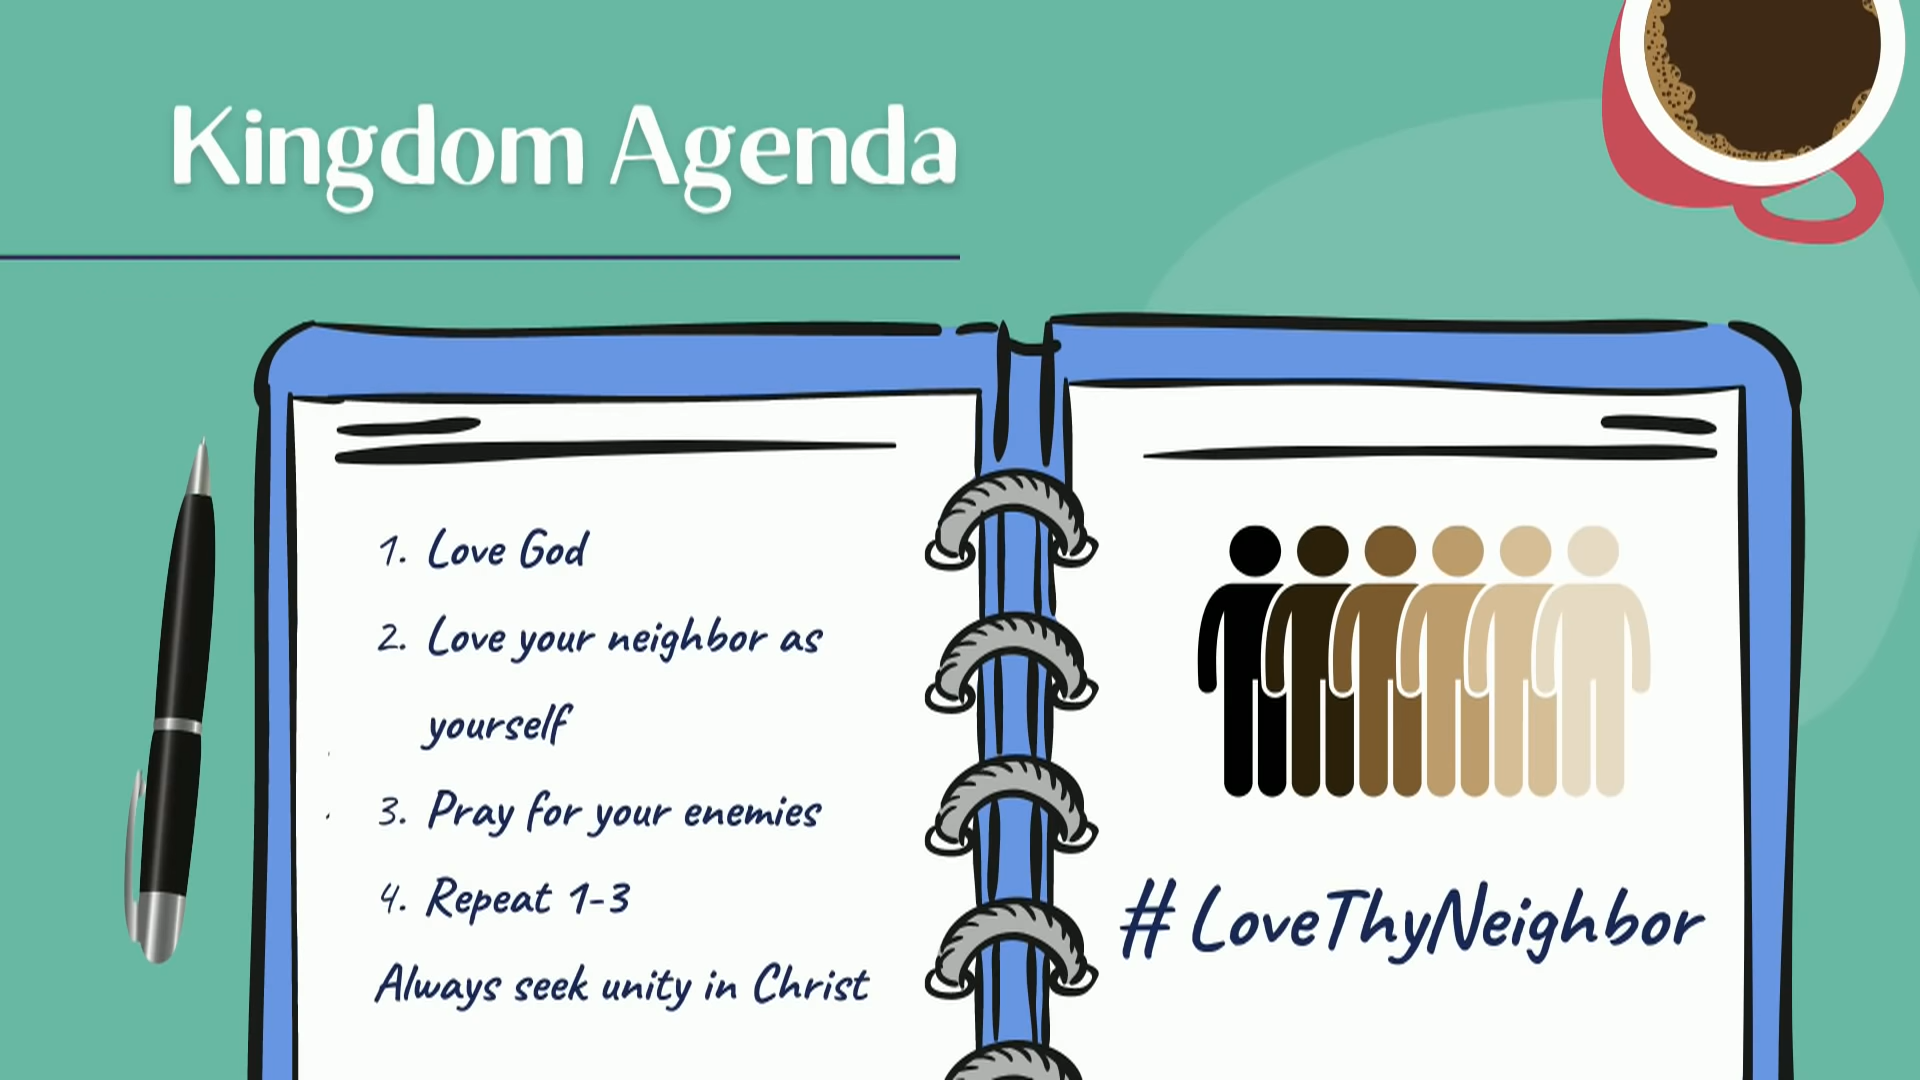 Kingdom Agenda
1. Love God
2. Love your neighbor as
yourself
3. Pray for your enemies
4. Repeat 1-3
Always seek unity in Christ
#LoveThyNeighbor